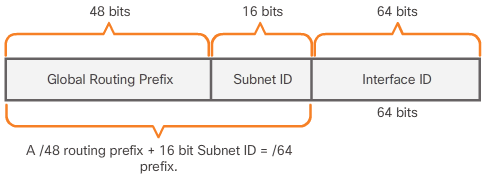 48 bits
16 bits
64 bits
Global Routing Prefix
Subnet ID
Interface ID
64 bits
A /48 routing prefix + 16 bit Subnet ID = /64
prefix.